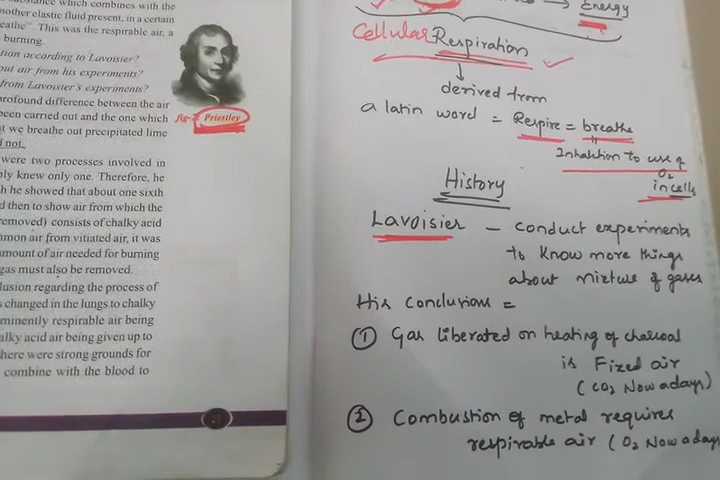 substance which combines with the
nother elastic fluid present, in a certain
eathe". This was the respirable air, a
burning.
tion according to Lavoisier?
out air from his experiments?
from Lavoisier's experiments?
profound difference between the air
been carried out and the one which
t we breathe out precipitated lime
d not.
were two processes involved in
bly knew only one. Therefore, he
h he showed that about one sixth
d then to show air from which the
removed) consists of chalky acid
mmon air from vitiated air, it was
amount of air needed for burning
gas must also be removed.
lusion regarding the process of
s changed in the lungs to chalky
minently respirable air being
alky acid air being given up to
here were strong grounds for
combine with the blood to
fig- Priestley
→ Energy
Cellular Respiration
↓
derived from
a latin word = Respire = breathe
Inhalation to use of
O2
in cells
History
Lavoisier - conduct experiments
to know more things
about mixture of gases
His conclusions =
① Gas liberated on heating of charcoal
is Fixed air
(CO2 Now a days)
② Combustion of metal requires
respirable air (O2 Now a days